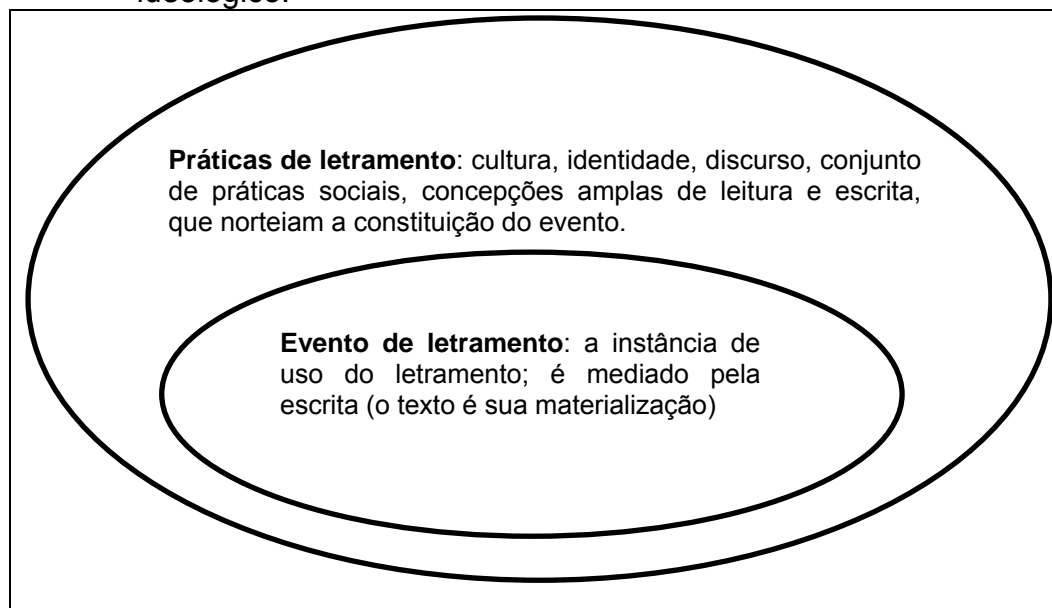 ideológico.
Práticas de letramento: cultura, identidade, discurso, conjunto
de práticas sociais, concepções amplas de leitura e escrita,
que norteiam a constituição do evento.
Evento de letramento: a instância de
uso do letramento; é mediado pela
escrita (o texto é sua materialização)